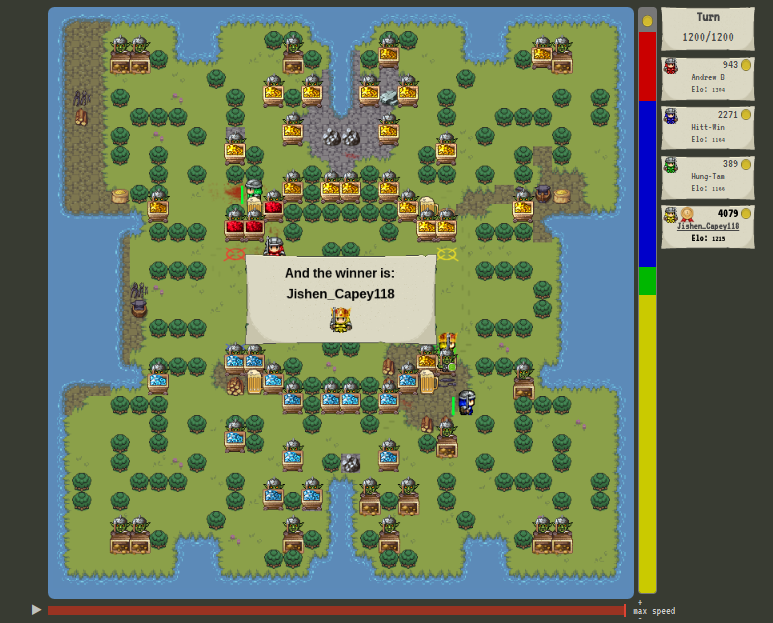 Turn
1200/1200
943
Andrew B
Elo: 1304
2271
Hitt-Win
Elo: 1164
389
Hung-Tam
Elo: 1166
4079
Jishen_Capey118
Elo: 1215
And the winner is:
Jishen_Capey118
+
max speed
-